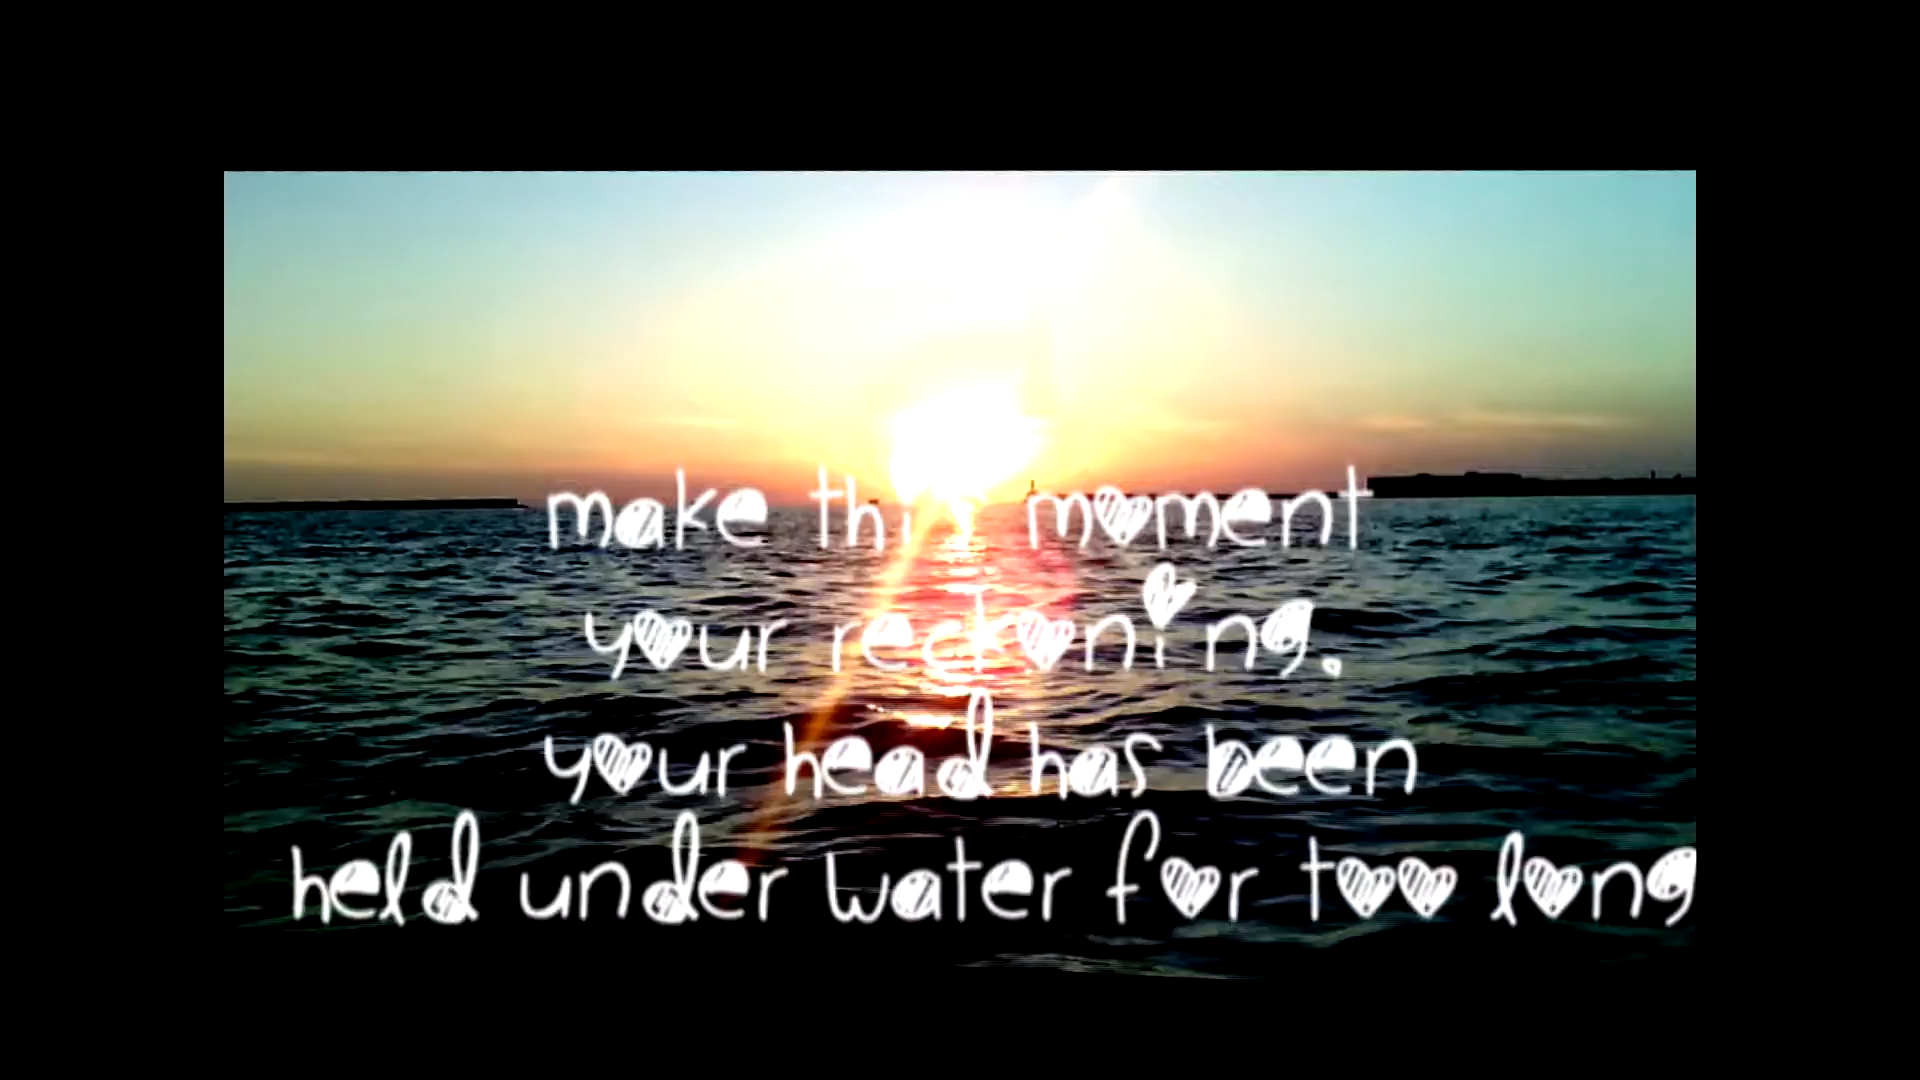 make this moment
your reckoning.
your head has been
held under water for too long